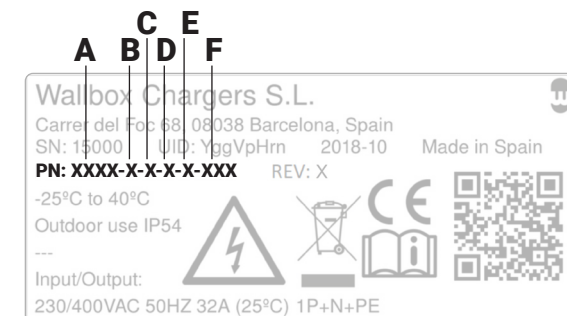 C E
A B D F
Wallbox Chargers S.L.
Carrer del Foc 68, 08038 Barcelona, Spain
SN: 15000 UID: YggVpHrn 2018-10 Made in Spain
PN: XXXX-X-X-X-X-XXX REV: X
-25ºC to 40ºC
Outdoor use IP54
---
Input/Output:
230/400VAC 50HZ 32A (25ºC) 1P+N+PE
CE
i